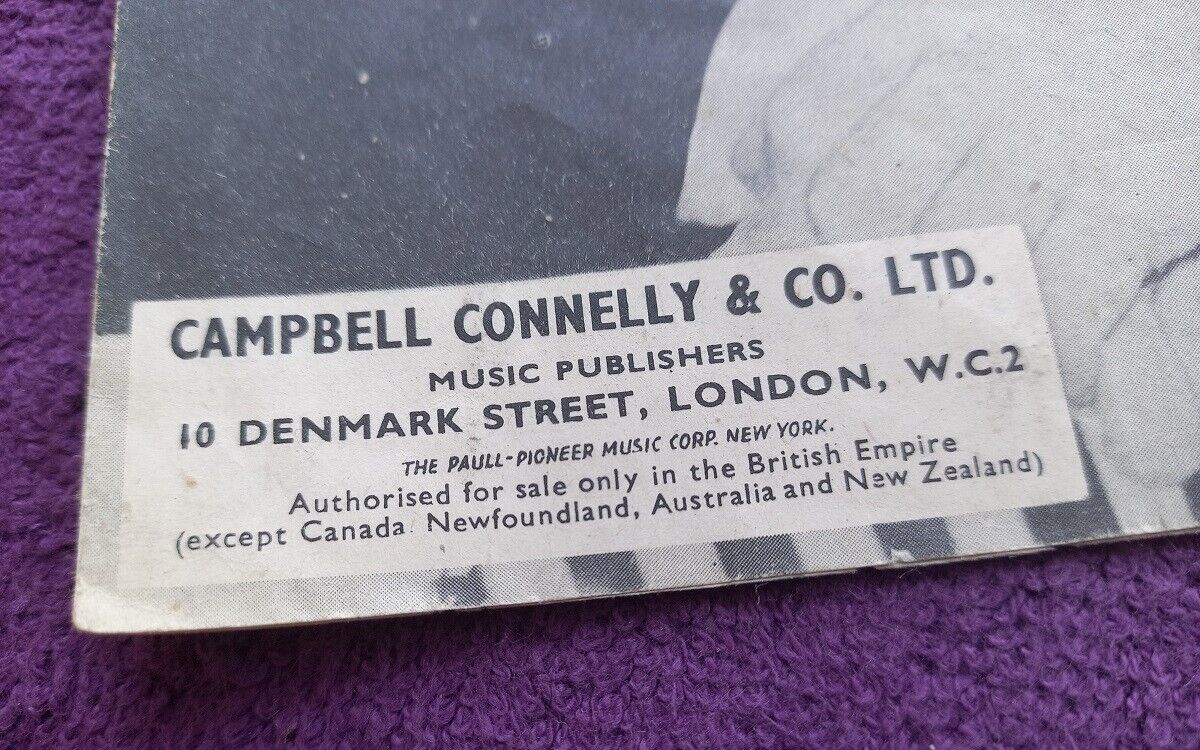 CAMPBELL CONNELLY & CO. LTD.
MUSIC PUBLISHERS
10 DENMARK STREET, LONDON, W.C.2
THE PAULL-PIONEER MUSIC CORP. NEW YORK.
Authorised for sale only in the British Empire
(except Canada. Newfoundland, Australia and New Zealand)